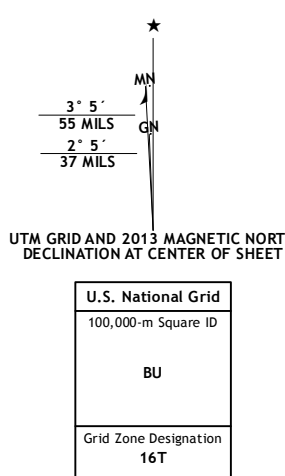 ★
MN
3° 5´
55 MILS
GN
2° 5´
37 MILS
UTM GRID AND 2013 MAGNETIC NORT
DECLINATION AT CENTER OF SHEET
U.S. National Grid
100,000-m Square ID
BU
Grid Zone Designation
16T